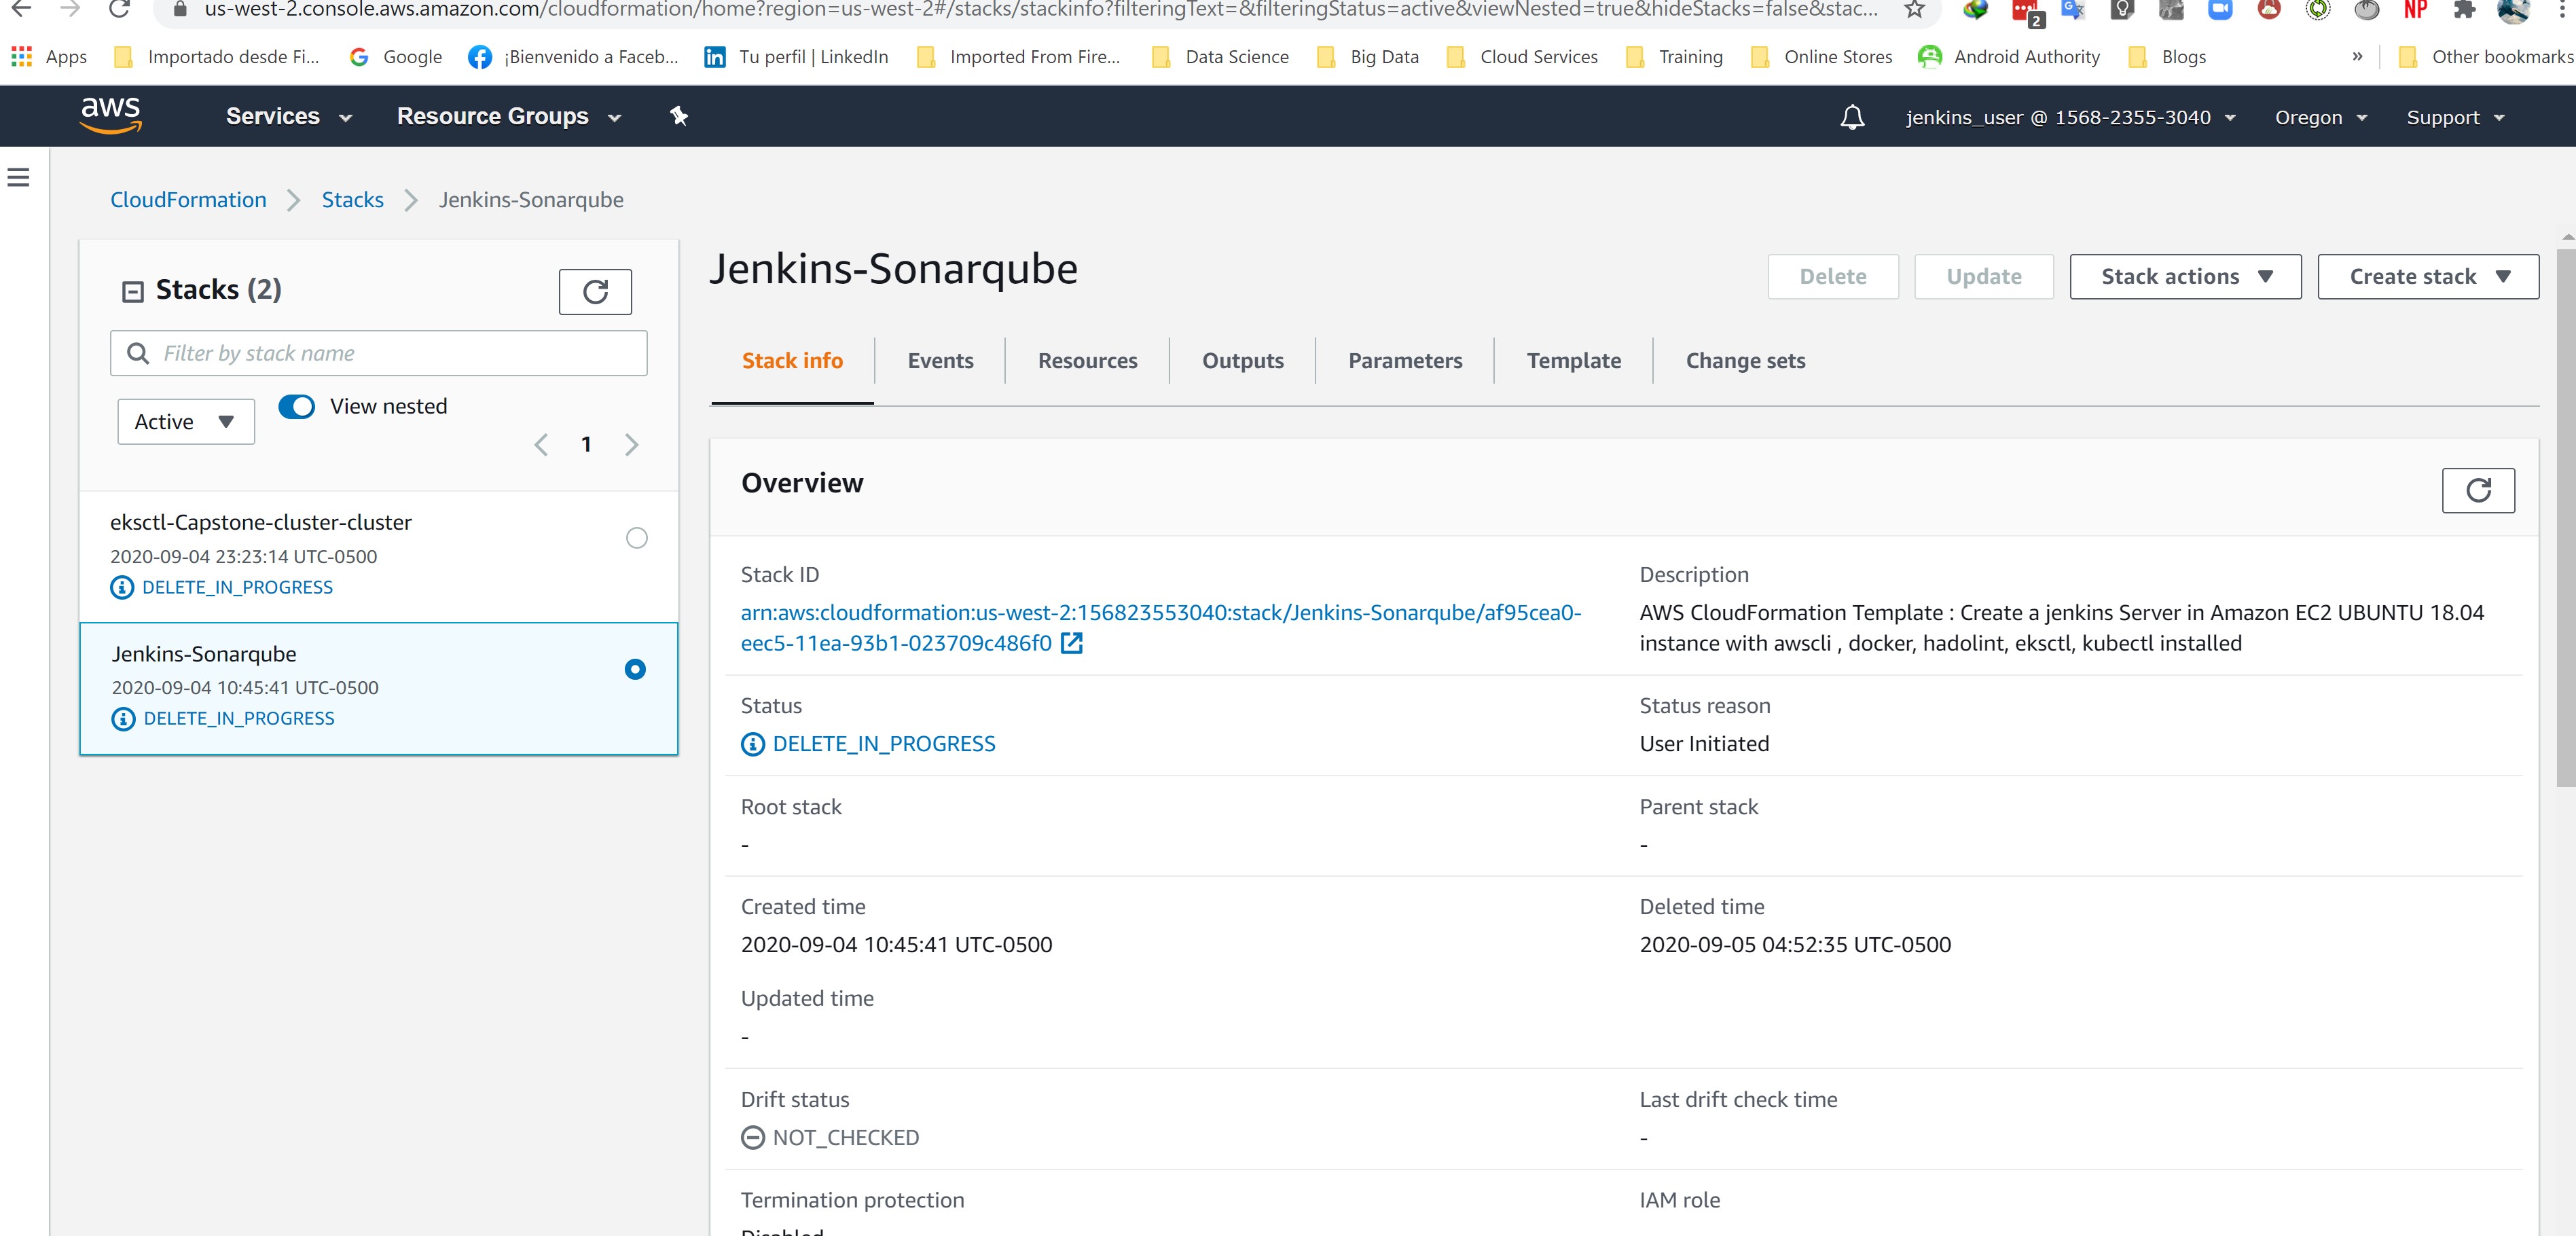 us-west-2.console.aws.amazon.com/cloudformation/home?region=us-west-2#/stacks/stackinfo?filteringText=&filteringStatus=active&viewNested=true&hideStacks=false&stac...
2
NP
Apps Importado desde Fi... Google ¡Bienvenido a Faceb... Tu perfil | LinkedIn Imported From Fire... Data Science Big Data Cloud Services Training Online Stores Android Authority Blogs » Other bookmarks
aws Services Resource Groups jenkins_user @ 1568-2355-3040 Oregon Support
CloudFormation Stacks Jenkins-Sonarqube
Stacks (2)
Filter by stack name
Active View nested
1
eksctl-Capstone-cluster-cluster
2020-09-04 23:23:14 UTC-0500
DELETE_IN_PROGRESS
Jenkins-Sonarqube
2020-09-04 10:45:41 UTC-0500
DELETE_IN_PROGRESS
Jenkins-Sonarqube
Delete Update Stack actions Create stack
Stack info Events Resources Outputs Parameters Template Change sets
Overview
Stack ID
arn:aws:cloudformation:us-west-2:156823553040:stack/Jenkins-Sonarqube/af95cea0-
eec5-11ea-93b1-023709c486f0
Description
AWS CloudFormation Template : Create a jenkins Server in Amazon EC2 UBUNTU 18.04
instance with awscli , docker, hadolint, eksctl, kubectl installed
Status
DELETE_IN_PROGRESS
Status reason
User Initiated
Root stack
-
Parent stack
-
Created time
2020-09-04 10:45:41 UTC-0500
Deleted time
2020-09-05 04:52:35 UTC-0500
Updated time
-
Drift status
NOT_CHECKED
Last drift check time
-
Termination protection
Disabled
IAM role